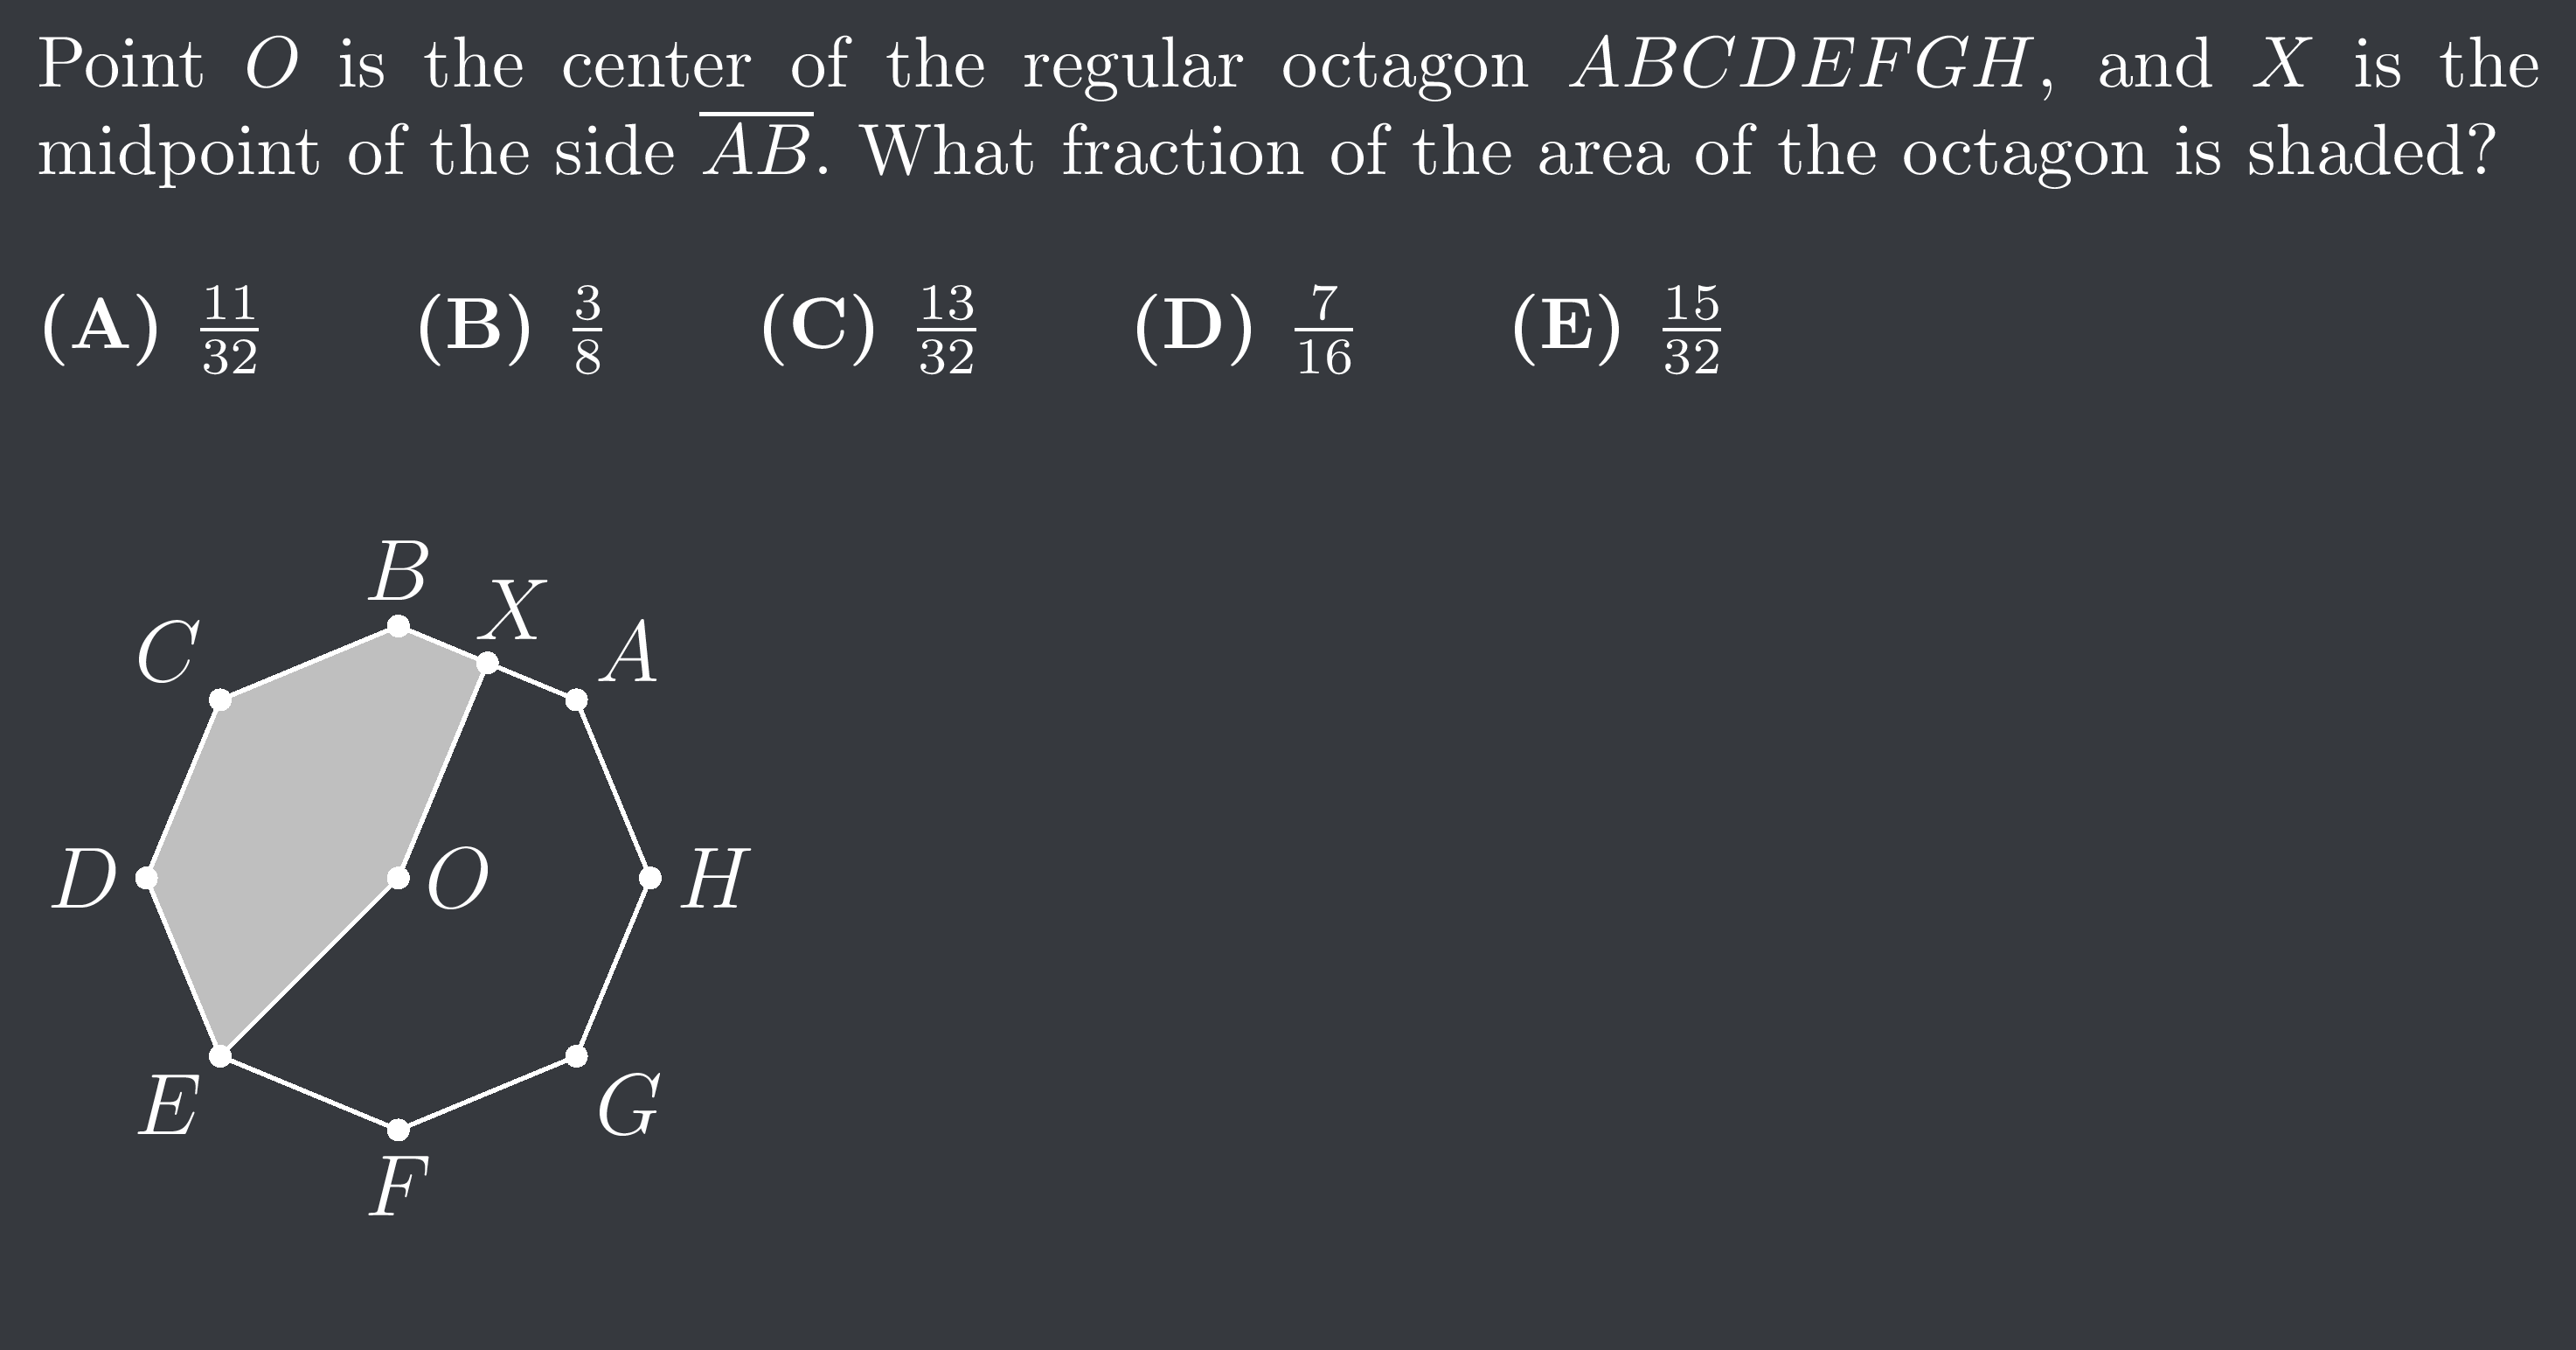 Point O is the center of the regular octagon ABCDEFGH, and X is the
midpoint of the side \overline{AB}. What fraction of the area of the octagon is shaded?
(A) \frac{11}{32} (B) \frac{3}{8} (C) \frac{13}{32} (D) \frac{7}{16} (E) \frac{15}{32}
B
X
C
A
D
O
H
E
G
F